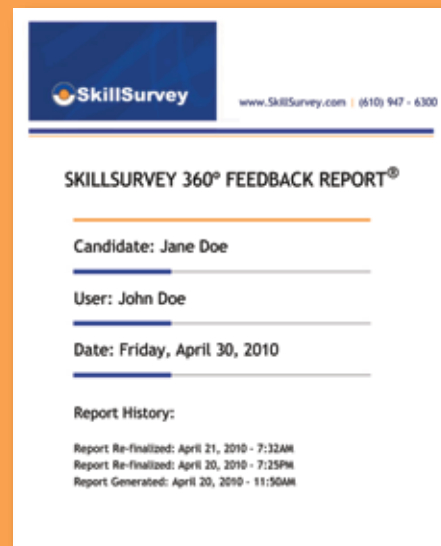 SkillSurvey
www.SkillSurvey.com | (610) 947 - 6300
SKILLSURVEY 360º FEEDBACK REPORT®
Candidate: Jane Doe
User: John Doe
Date: Friday, April 30, 2010
Report History:
Report Re-finalized: April 21, 2010 - 7:32AM
Report Re-finalized: April 20, 2010 - 7:25PM
Report Generated: April 20, 2010 - 11:50AM